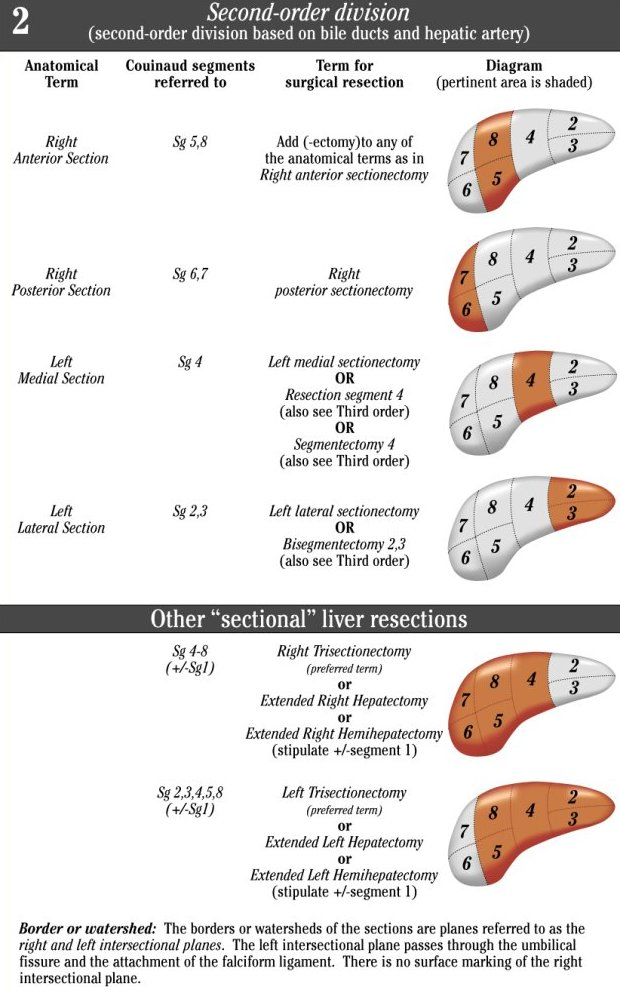 2
Second-order division
(second-order division based on bile ducts and hepatic artery)
Anatomical Term
Couinaud segments referred to
Term for surgical resection
Diagram
(pertinent area is shaded)
Right
Anterior Section
Sg 5,8
Add (-ectomy)to any of
the anatomical terms as in
Right anterior sectionectomy
8
4
2
3
7
5
6
Right
Posterior Section
Sg 6,7
Right
posterior sectionectomy
8
4
2
3
7
5
6
Left
Medial Section
Sg 4
Left medial sectionectomy
OR
Resection segment 4
(also see Third order)
OR
Segmentectomy 4
(also see Third order)
8
4
2
3
7
5
6
Left
Lateral Section
Sg 2,3
Left lateral sectionectomy
OR
Bisegmentectomy 2,3
(also see Third order)
8
4
2
3
7
5
6
Other “sectional” liver resections
Sg 4-8
(+/-Sg1)
Right Trisectionectomy
(preferred term)
or
Extended Right Hepatectomy
or
Extended Right Hemihepatectomy
(stipulate +/-segment 1)
8
4
2
3
7
5
6
Sg 2,3,4,5,8
(+/-Sg1)
Left Trisectionectomy
(preferred term)
or
Extended Left Hepatectomy
or
Extended Left Hemihepatectomy
(stipulate +/-segment 1)
8
4
2
3
7
5
6
Border or watershed: The borders or watersheds of the sections are planes referred to as the
right and left intersectional planes. The left intersectional plane passes through the umbilical
fissure and the attachment of the falciform ligament. There is no surface marking of the right
intersectional plane.